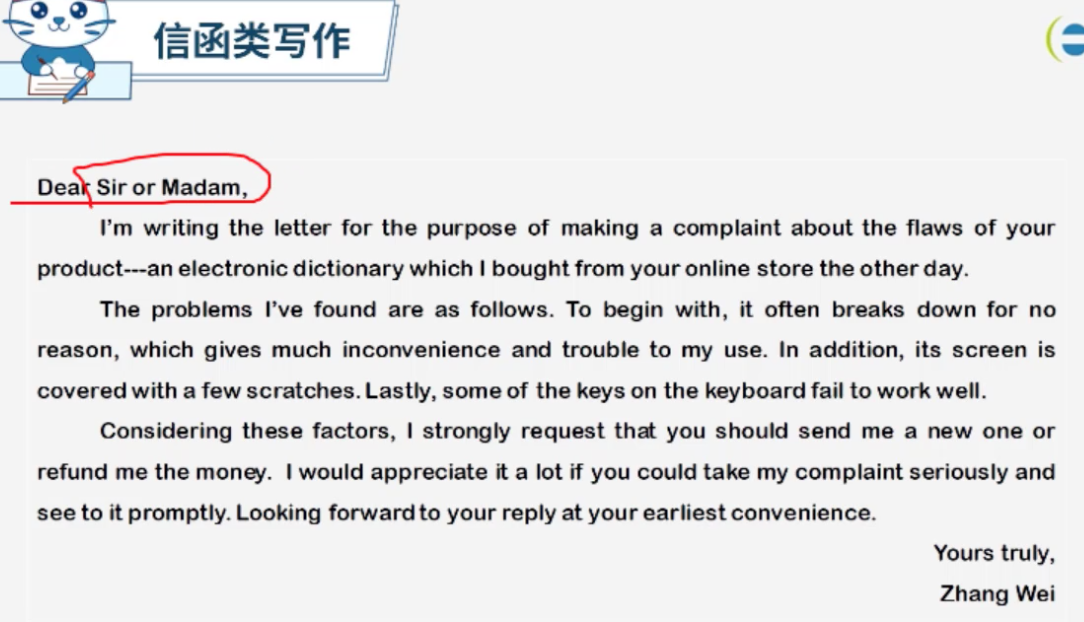 信函类写作
Dear Sir or Madam,
I'm writing the letter for the purpose of making a complaint about the flaws of your
product---an electronic dictionary which I bought from your online store the other day.
The problems I've found are as follows. To begin with, it often breaks down for no
reason, which gives much inconvenience and trouble to my use. In addition, its screen is
covered with a few scratches. Lastly, some of the keys on the keyboard fail to work well.
Considering these factors, I strongly request that you should send me a new one or
refund me the money. I would appreciate it a lot if you could take my complaint seriously and
see to it promptly. Looking forward to your reply at your earliest convenience.
Yours truly,
Zhang Wei